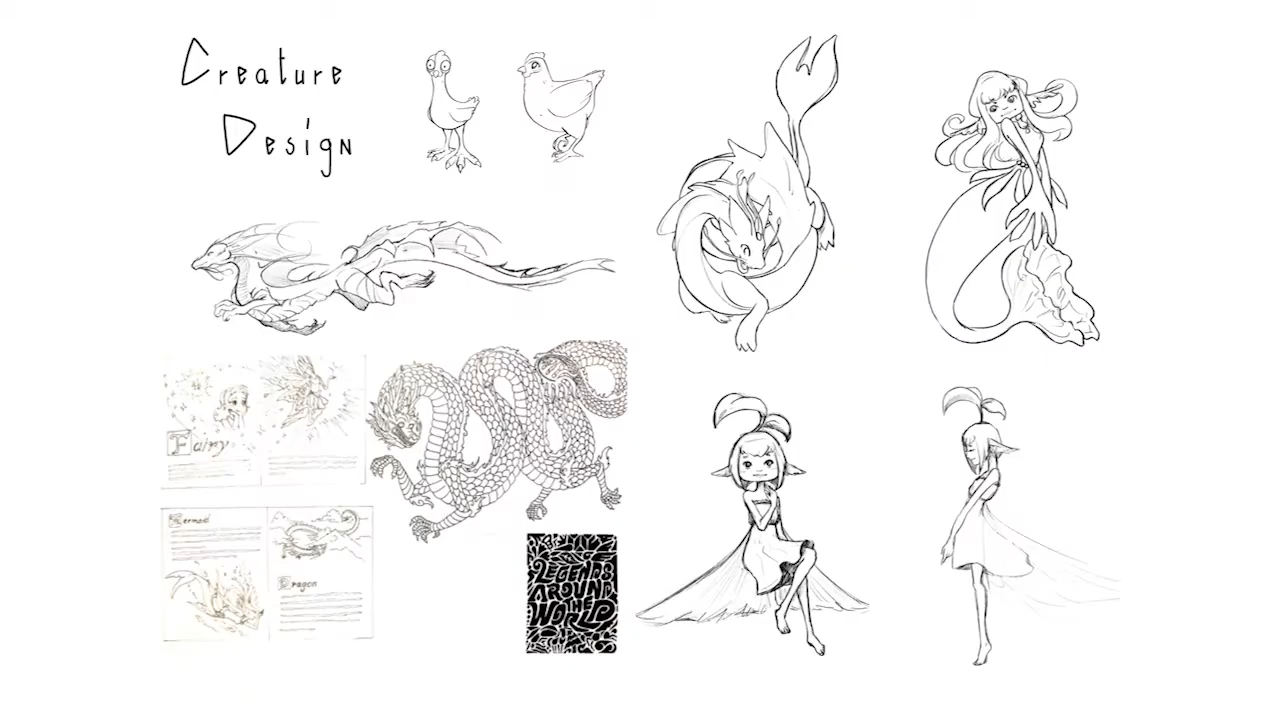 Creature
Design
Fairy
Mermaid
Dragon
LEGENDS
AROUND
THE
WORLD